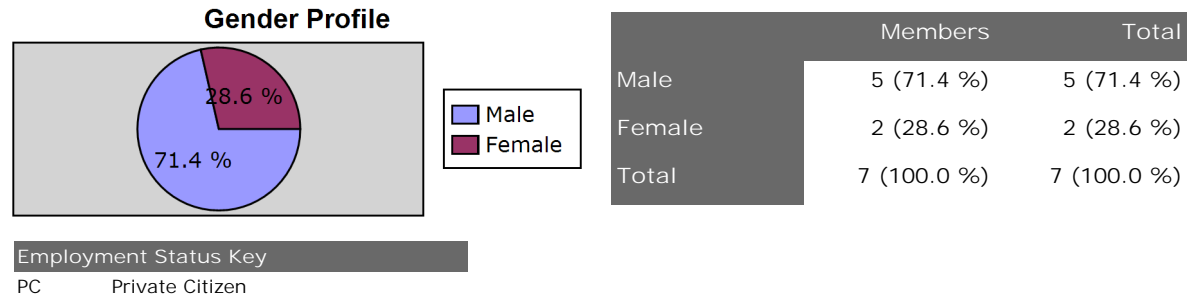 Gender Profile
28.6 %
71.4 %
Male
Female
Members Total
Male 5 (71.4 %) 5 (71.4 %)
Female 2 (28.6 %) 2 (28.6 %)
Total 7 (100.0 %) 7 (100.0 %)
Employment Status Key
PC Private Citizen